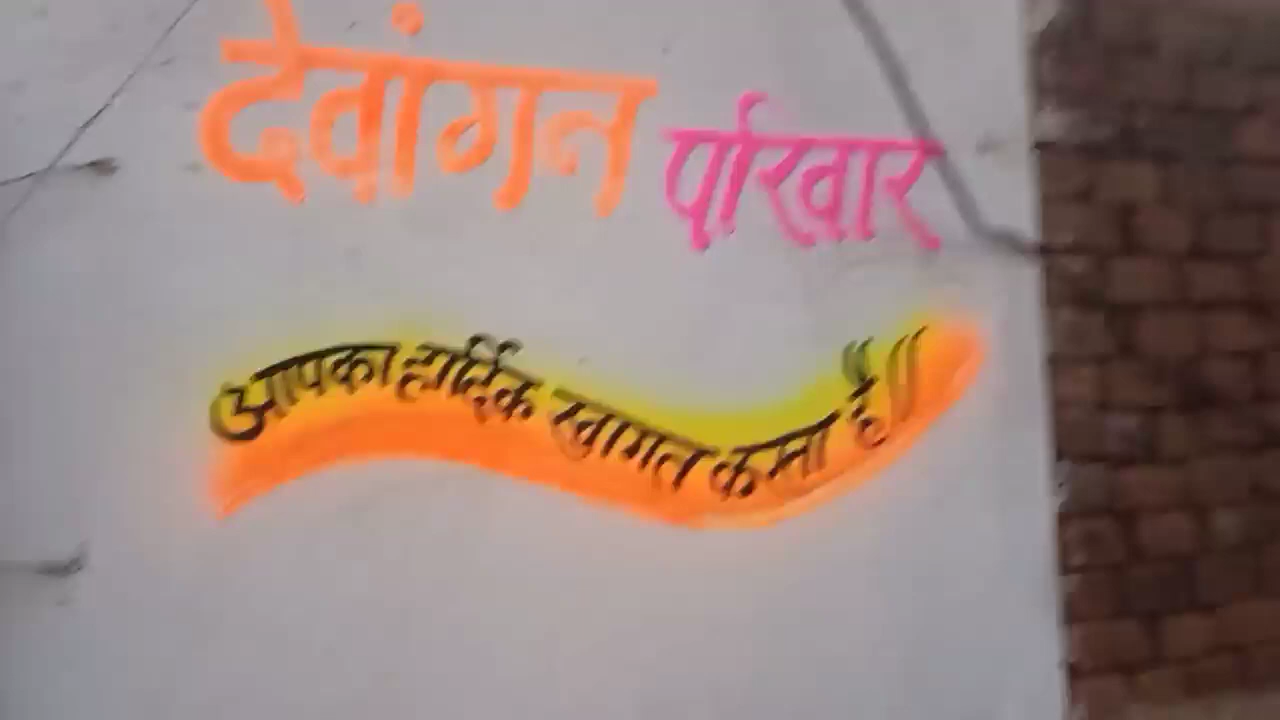 देवांगन परिवार
आपका हार्दिक स्वागत करता है॥